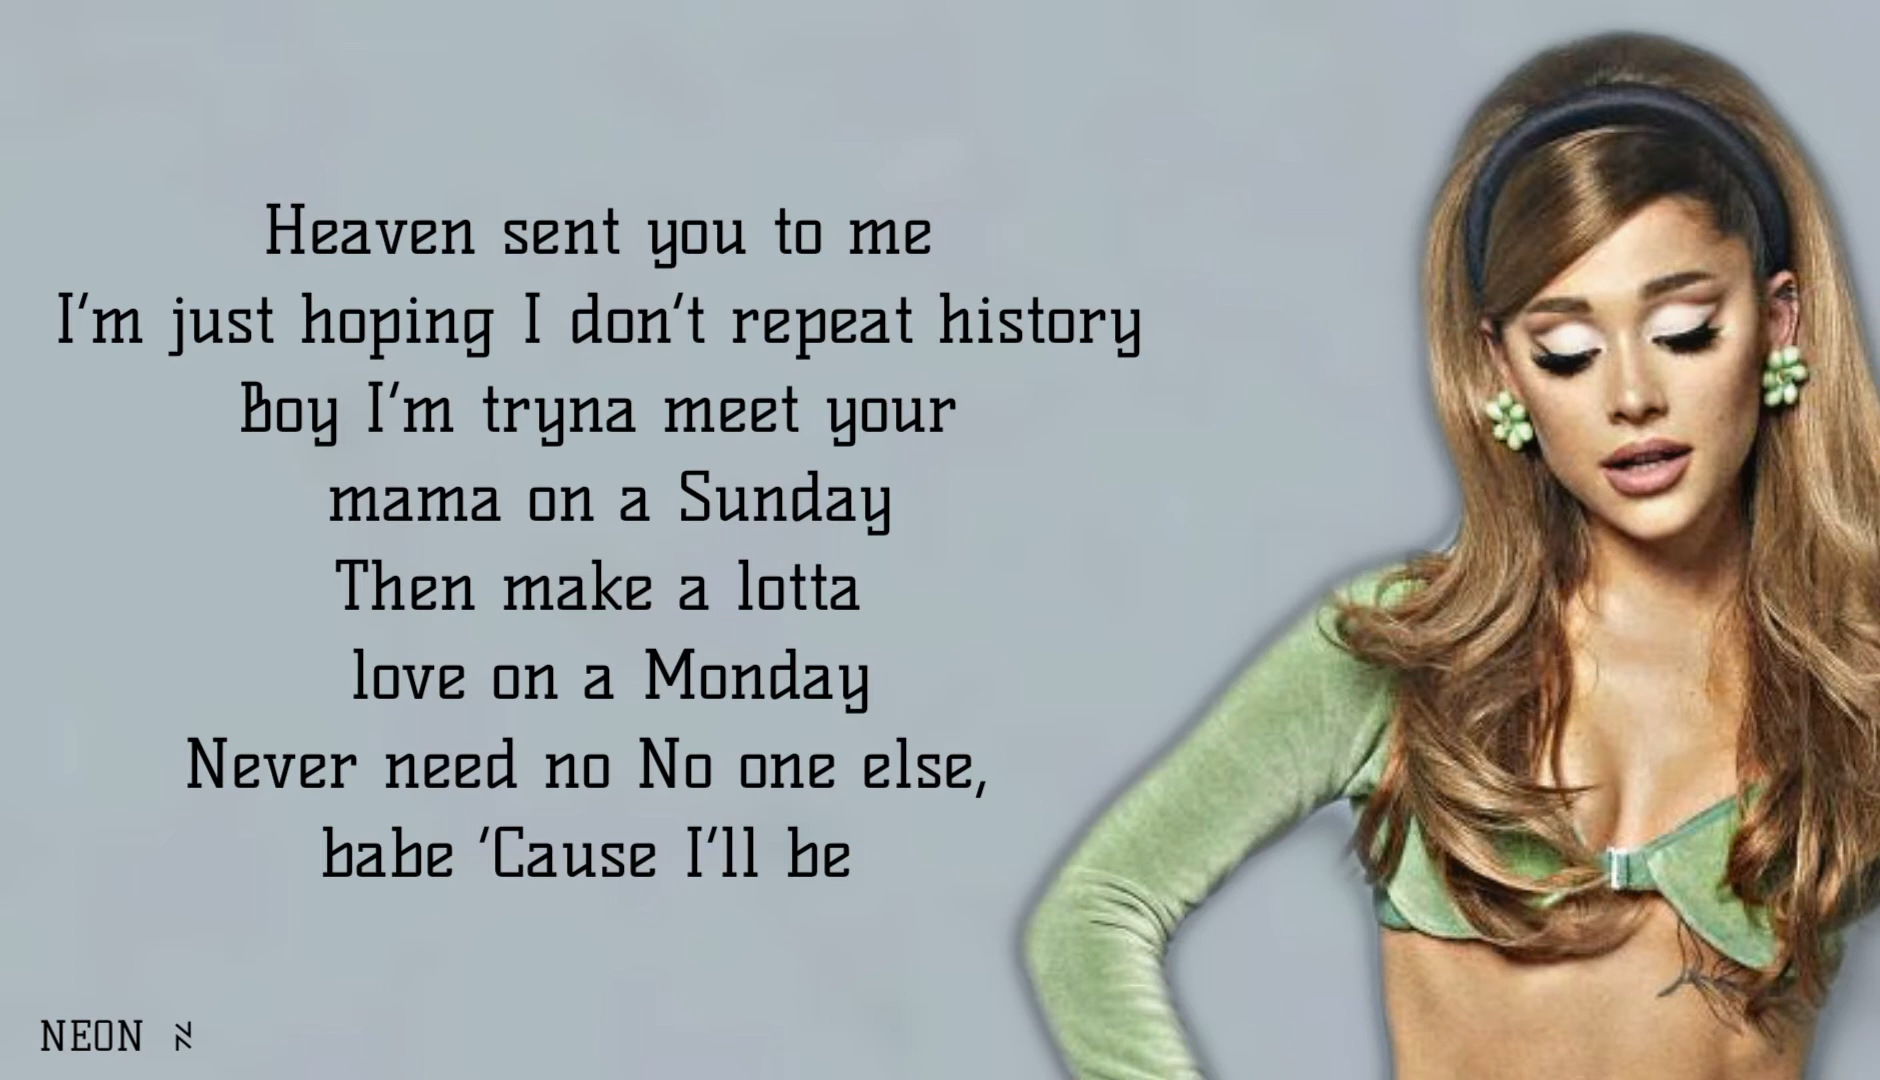 Heaven sent you to me
I'm just hoping I don't repeat history
Boy I'm tryna meet your
mama on a Sunday
Then make a lotta
love on a Monday
Never need no No one else,
babe 'Cause I'll be
NEON